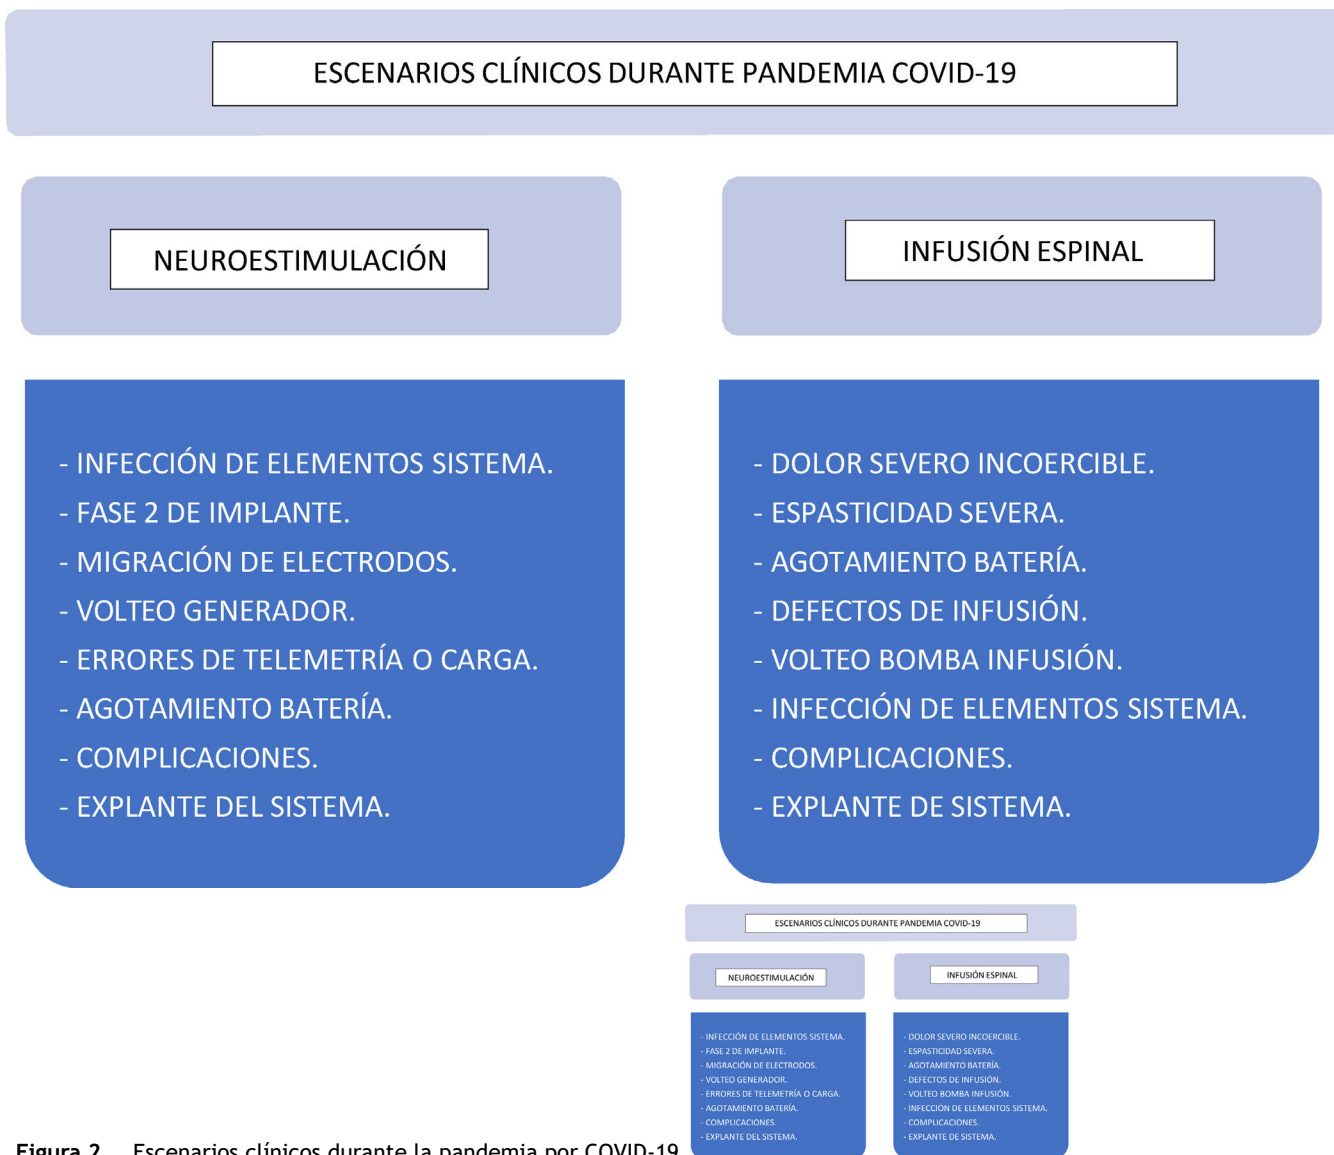 ESCENARIOS CLÍNICOS DURANTE PANDEMIA COVID-19
NEUROESTIMULACIÓN
- INFECCIÓN DE ELEMENTOS SISTEMA.
- FASE 2 DE IMPLANTE.
- MIGRACIÓN DE ELECTRODOS.
- VOLTEO GENERADOR.
- ERRORES DE TELEMETRÍA O CARGA.
- AGOTAMIENTO BATERÍA.
- COMPLICACIONES.
- EXPLANTE DEL SISTEMA.
INFUSIÓN ESPINAL
- DOLOR SEVERO INCOERCIBLE.
- ESPASTICIDAD SEVERA.
- AGOTAMIENTO BATERÍA.
- DEFECTOS DE INFUSIÓN.
- VOLTEO BOMBA INFUSIÓN.
- INFECCIÓN DE ELEMENTOS SISTEMA.
- COMPLICACIONES.
- EXPLANTE DE SISTEMA.
ESCENARIOS CLÍNICOS DURANTE PANDEMIA COVID-19
NEUROESTIMULACIÓN
- INFECCIÓN DE ELEMENTOS SISTEMA.
- FASE 2 DE IMPLANTE.
- MIGRACIÓN DE ELECTRODOS.
- VOLTEO GENERADOR.
- ERRORES DE TELEMETRÍA O CARGA.
- AGOTAMIENTO BATERÍA.
- COMPLICACIONES.
- EXPLANTE DEL SISTEMA.
INFUSIÓN ESPINAL
- DOLOR SEVERO INCOERCIBLE.
- ESPASTICIDAD SEVERA.
- AGOTAMIENTO BATERÍA.
- DEFECTOS DE INFUSIÓN.
- VOLTEO BOMBA INFUSIÓN.
- INFECCIÓN DE ELEMENTOS SISTEMA.
- COMPLICACIONES.
- EXPLANTE DE SISTEMA.
Figura 2 Escenarios clínicos durante la pandemia por COVID-19